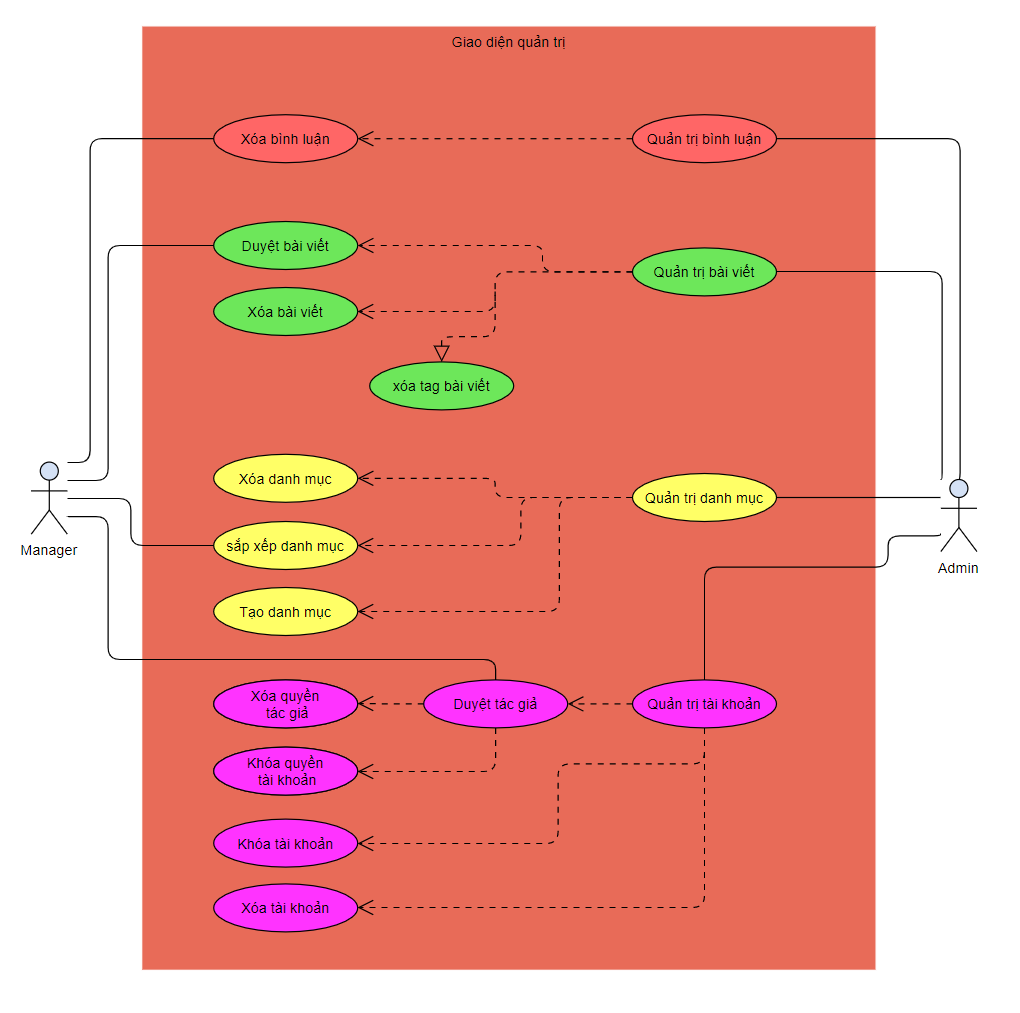 Giao diện quản trị
Xóa bình luận
Quản trị bình luận
Duyệt bài viết
Quản trị bài viết
Xóa bài viết
xóa tag bài viết
Xóa danh mục
Quản trị danh mục
sắp xếp danh mục
Manager
Admin
Tạo danh mục
Xóa quyền
tác giả
Duyệt tác giả
Quản trị tài khoản
Khóa quyền
tài khoản
Khóa tài khoản
Xóa tài khoản